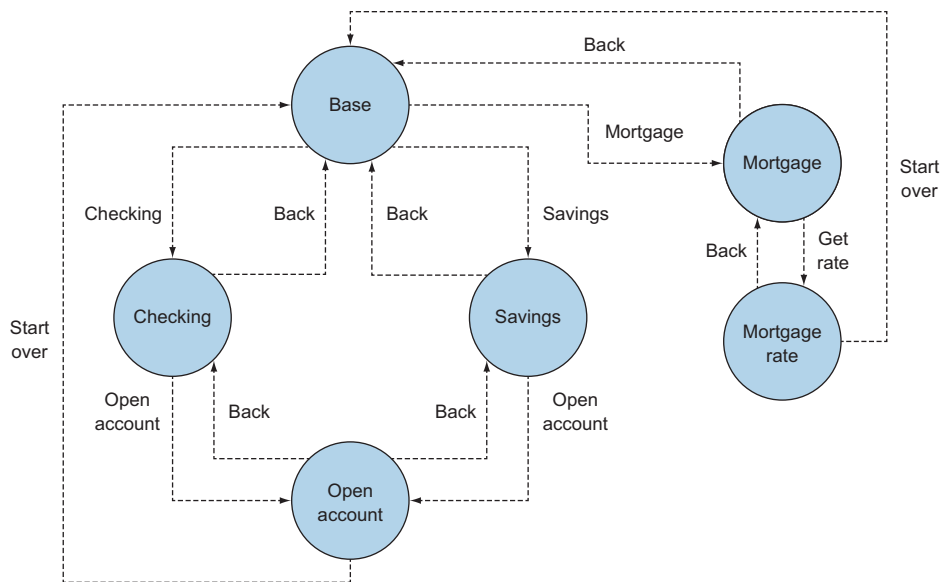 Back
Base
Mortgage
Mortgage
Start
over
Checking
Back
Back
Savings
Back
Get
rate
Checking
Savings
Start
over
Mortgage
rate
Open
account
Back
Back
Open
account
Open
account